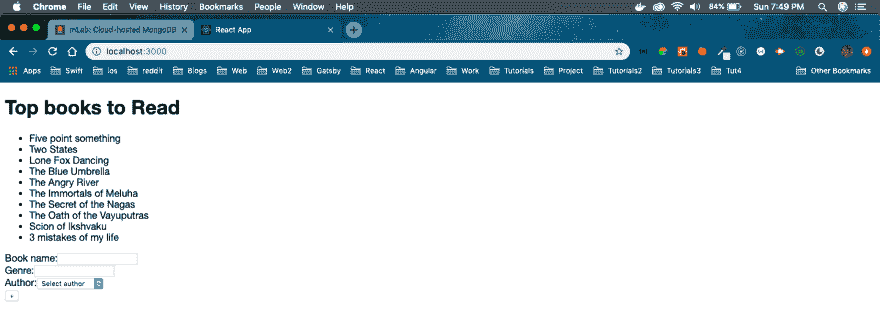 Chrome File Edit View History Bookmarks People Window Help 84% Sun 7:49 PM
mLab: Cloud-hosted MongoDB React App
localhost:3000
Apps Swift ios reddit Blogs Web Web2 Gatsby React Angular Work Tutorials Project Tutorials2 Tutorials3 Tut4 Other Bookmarks
Top books to Read
Five point something
Two States
Lone Fox Dancing
The Blue Umbrella
The Angry River
The Immortals of Meluha
The Secret of the Nagas
The Oath of the Vayuputras
Scion of Ikshvaku
3 mistakes of my life
Book name:
Genre:
Author: Select author
+